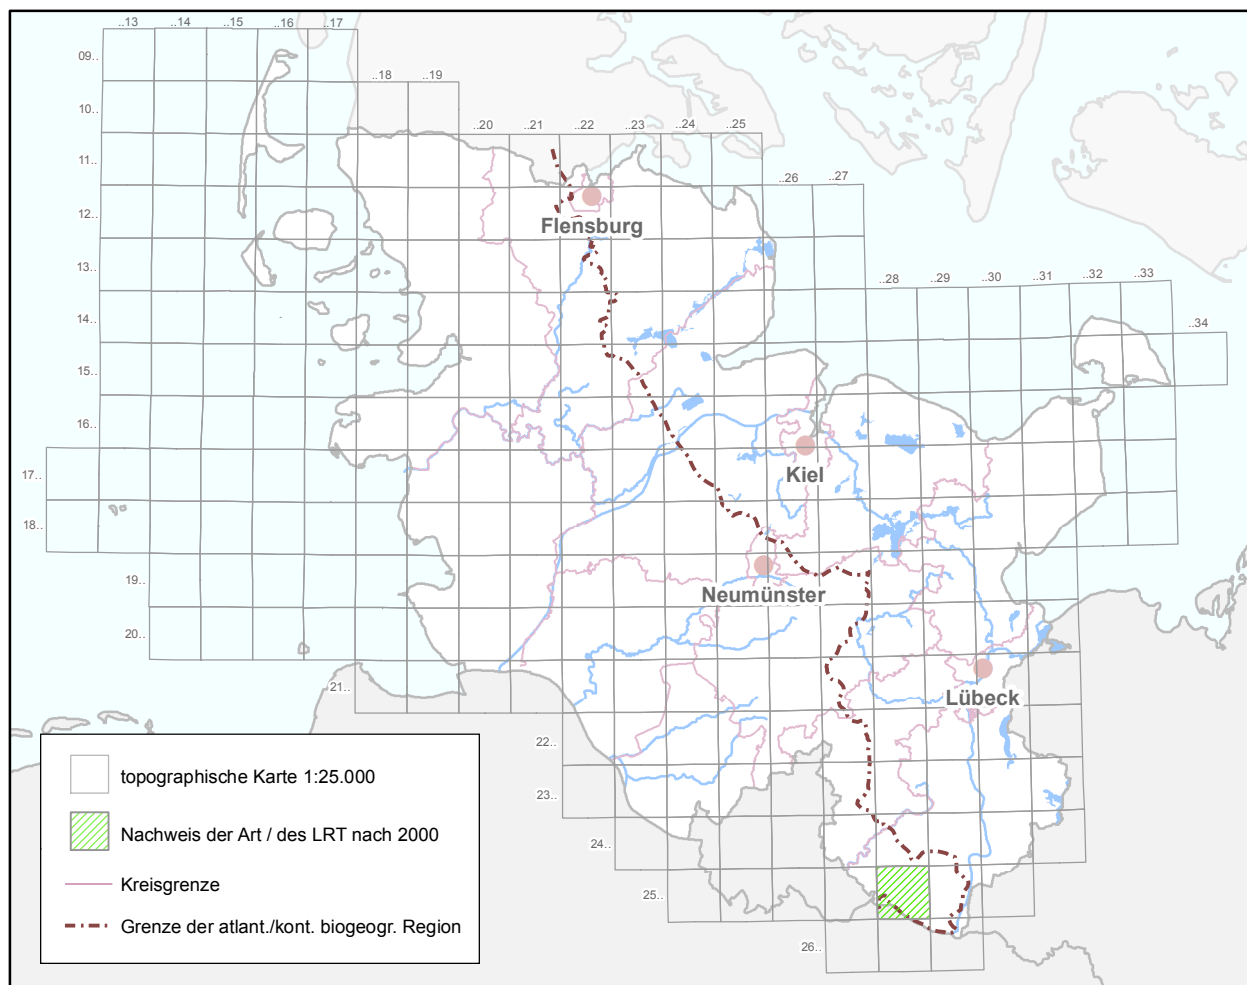 ..13 ..14 ..15 ..16 ..17
09..
..18 ..19
10..
..20 ..21 ..22 ..23 ..24 ..25
11..
..26 ..27
12..
Flensburg
13..
..28 ..29 ..30 ..31 ..32 ..33
14..
..34
15..
16..
17..
Kiel
18..
19..
Neumünster
20..
21..
Lübeck
22..
23..
24..
25..
26..
topographische Karte 1:25.000
Nachweis der Art / des LRT nach 2000
Kreisgrenze
Grenze der atlant./kont. biogeogr. Region